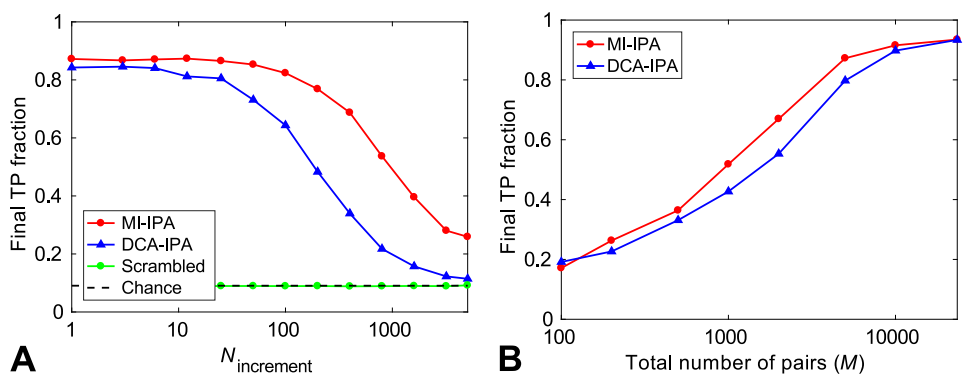 1
0.8
0.6
0.4
0.2
0
Final TP fraction
MI-IPA
DCA-IPA
Scrambled
Chance
1
10
100
1000
N increment
A
1
0.8
0.6
0.4
0.2
0
Final TP fraction
MI-IPA
DCA-IPA
100
1000
10000
Total number of pairs (M)
B